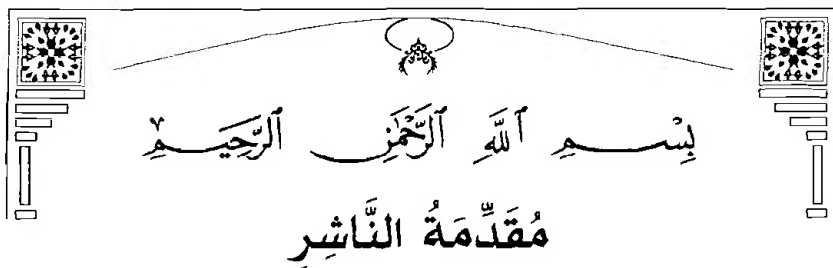 بِسْمِ ٱللَّهِ ٱلرَّحْمَٰنِ ٱلرَّحِيمِ
مُقَدِّمَةُ النَّاشِرِ